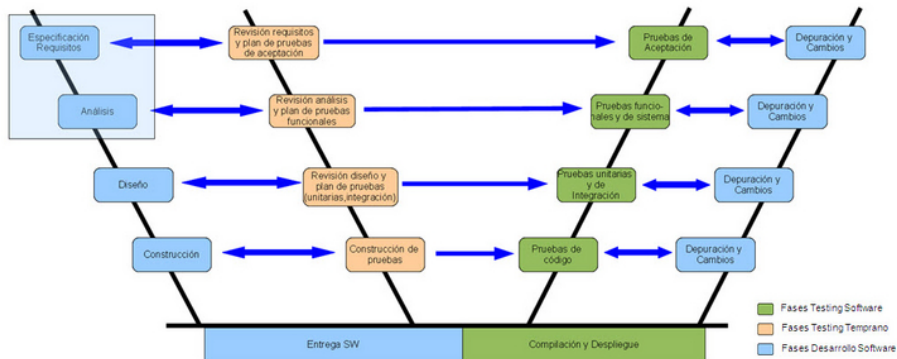 Especificación
Requisitos
Revisión requisitos
y plan de pruebas
de aceptación
Pruebas de
Aceptación
Depuración y
Cambios
Análisis
Revisión análisis
y plan de pruebas
funcionales
Pruebas funcio-
nales y de sistema
Depuración y
Cambios
Diseño
Revisión diseño y
plan de pruebas
(unitarias,integración)
Pruebas unitarias
y de
Integración
Depuración y
Cambios
Construcción
Construcción de
pruebas
Pruebas de
código
Depuración y
Cambios
Entrega SW
Compilación y Despliegue
Fases Testing Software
Fases Testing Temprano
Fases Desarrollo Software